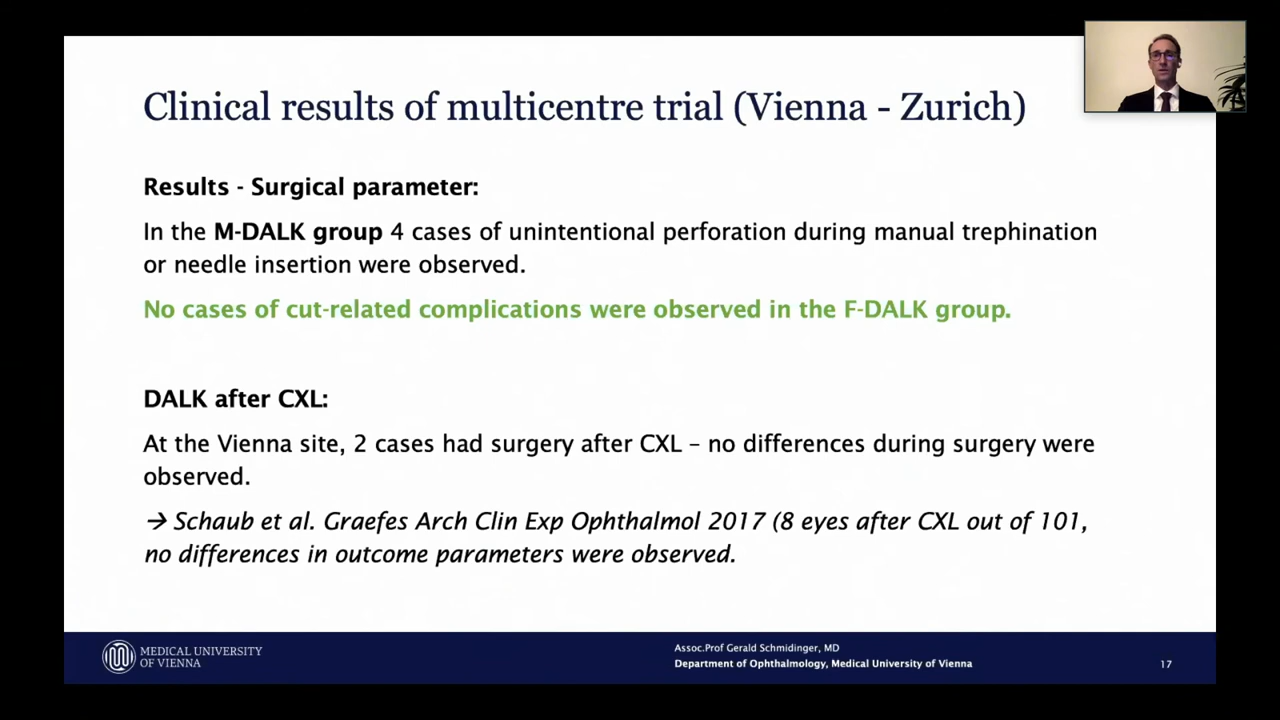 Clinical results of multicentre trial (Vienna - Zurich)
Results - Surgical parameter:
In the M-DALK group 4 cases of unintentional perforation during manual trephination
or needle insertion were observed.
No cases of cut-related complications were observed in the F-DALK group.
DALK after CXL:
At the Vienna site, 2 cases had surgery after CXL – no differences during surgery were
observed.
→ Schaub et al. Graefes Arch Clin Exp Ophthalmol 2017 (8 eyes after CXL out of 101,
no differences in outcome parameters were observed.
MEDICAL UNIVERSITY
OF VIENNA
Assoc.Prof Gerald Schmidinger, MD
Department of Ophthalmology, Medical University of Vienna
17